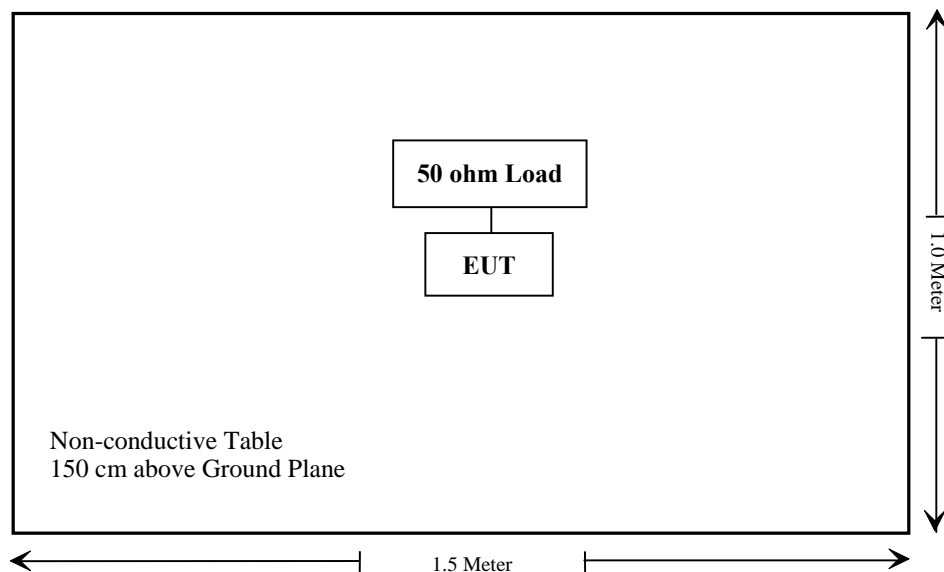 50 ohm Load
EUT
1.0 Meter
Non-conductive Table
150 cm above Ground Plane
1.5 Meter